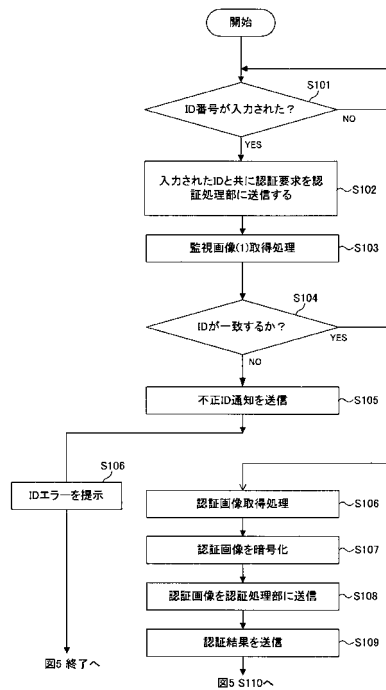 開始
S101
ID番号が入力された？
NO
YES
入力されたIDと共に認証要求を認
証処理部に送信する
S102
監視画像(1)取得処理
S103
S104
IDが一致するか？
YES
NO
不正ID通知を送信
S105
S106
IDエラーを提示
認証画像取得処理
S106
認証画像を暗号化
S107
認証画像を認証処理部に送信
S108
認証結果を送信
S109
図5 終了へ
図5 S110へ